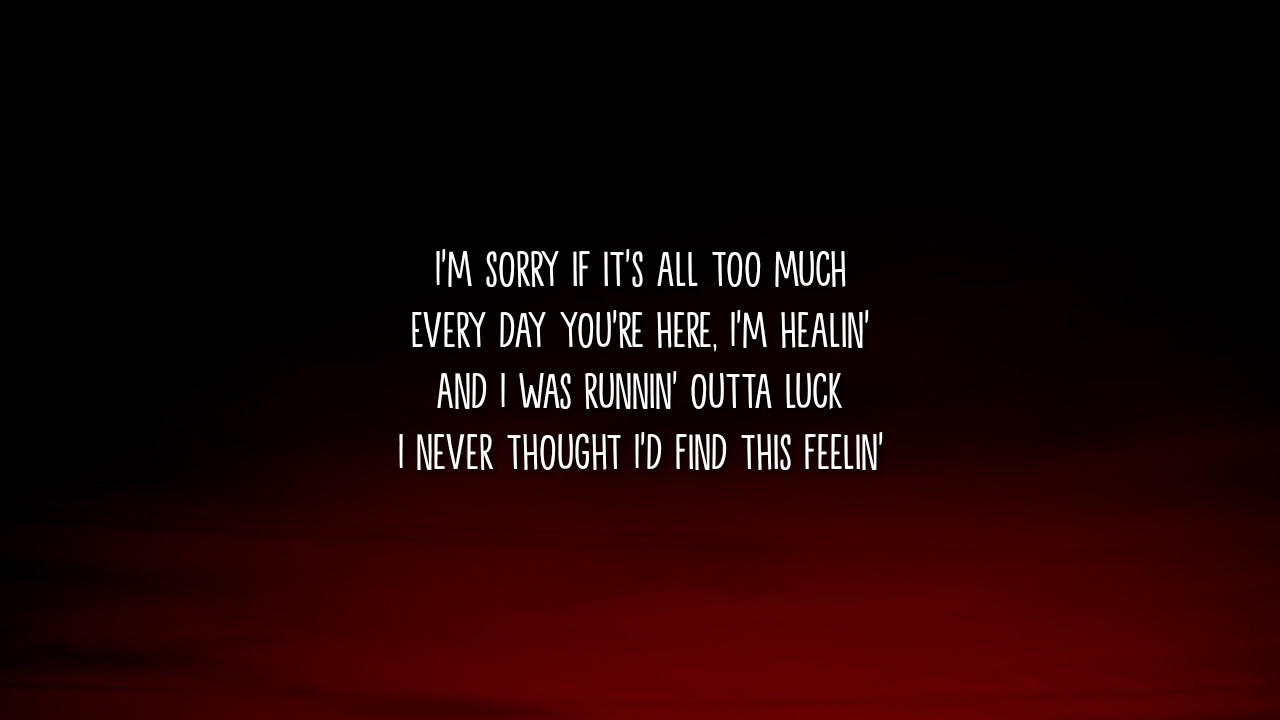 I'M SORRY IF IT'S ALL TOO MUCH
EVERY DAY YOU'RE HERE, I'M HEALIN'
AND I WAS RUNNIN' OUTTA LUCK
I NEVER THOUGHT I'D FIND THIS FEELIN'